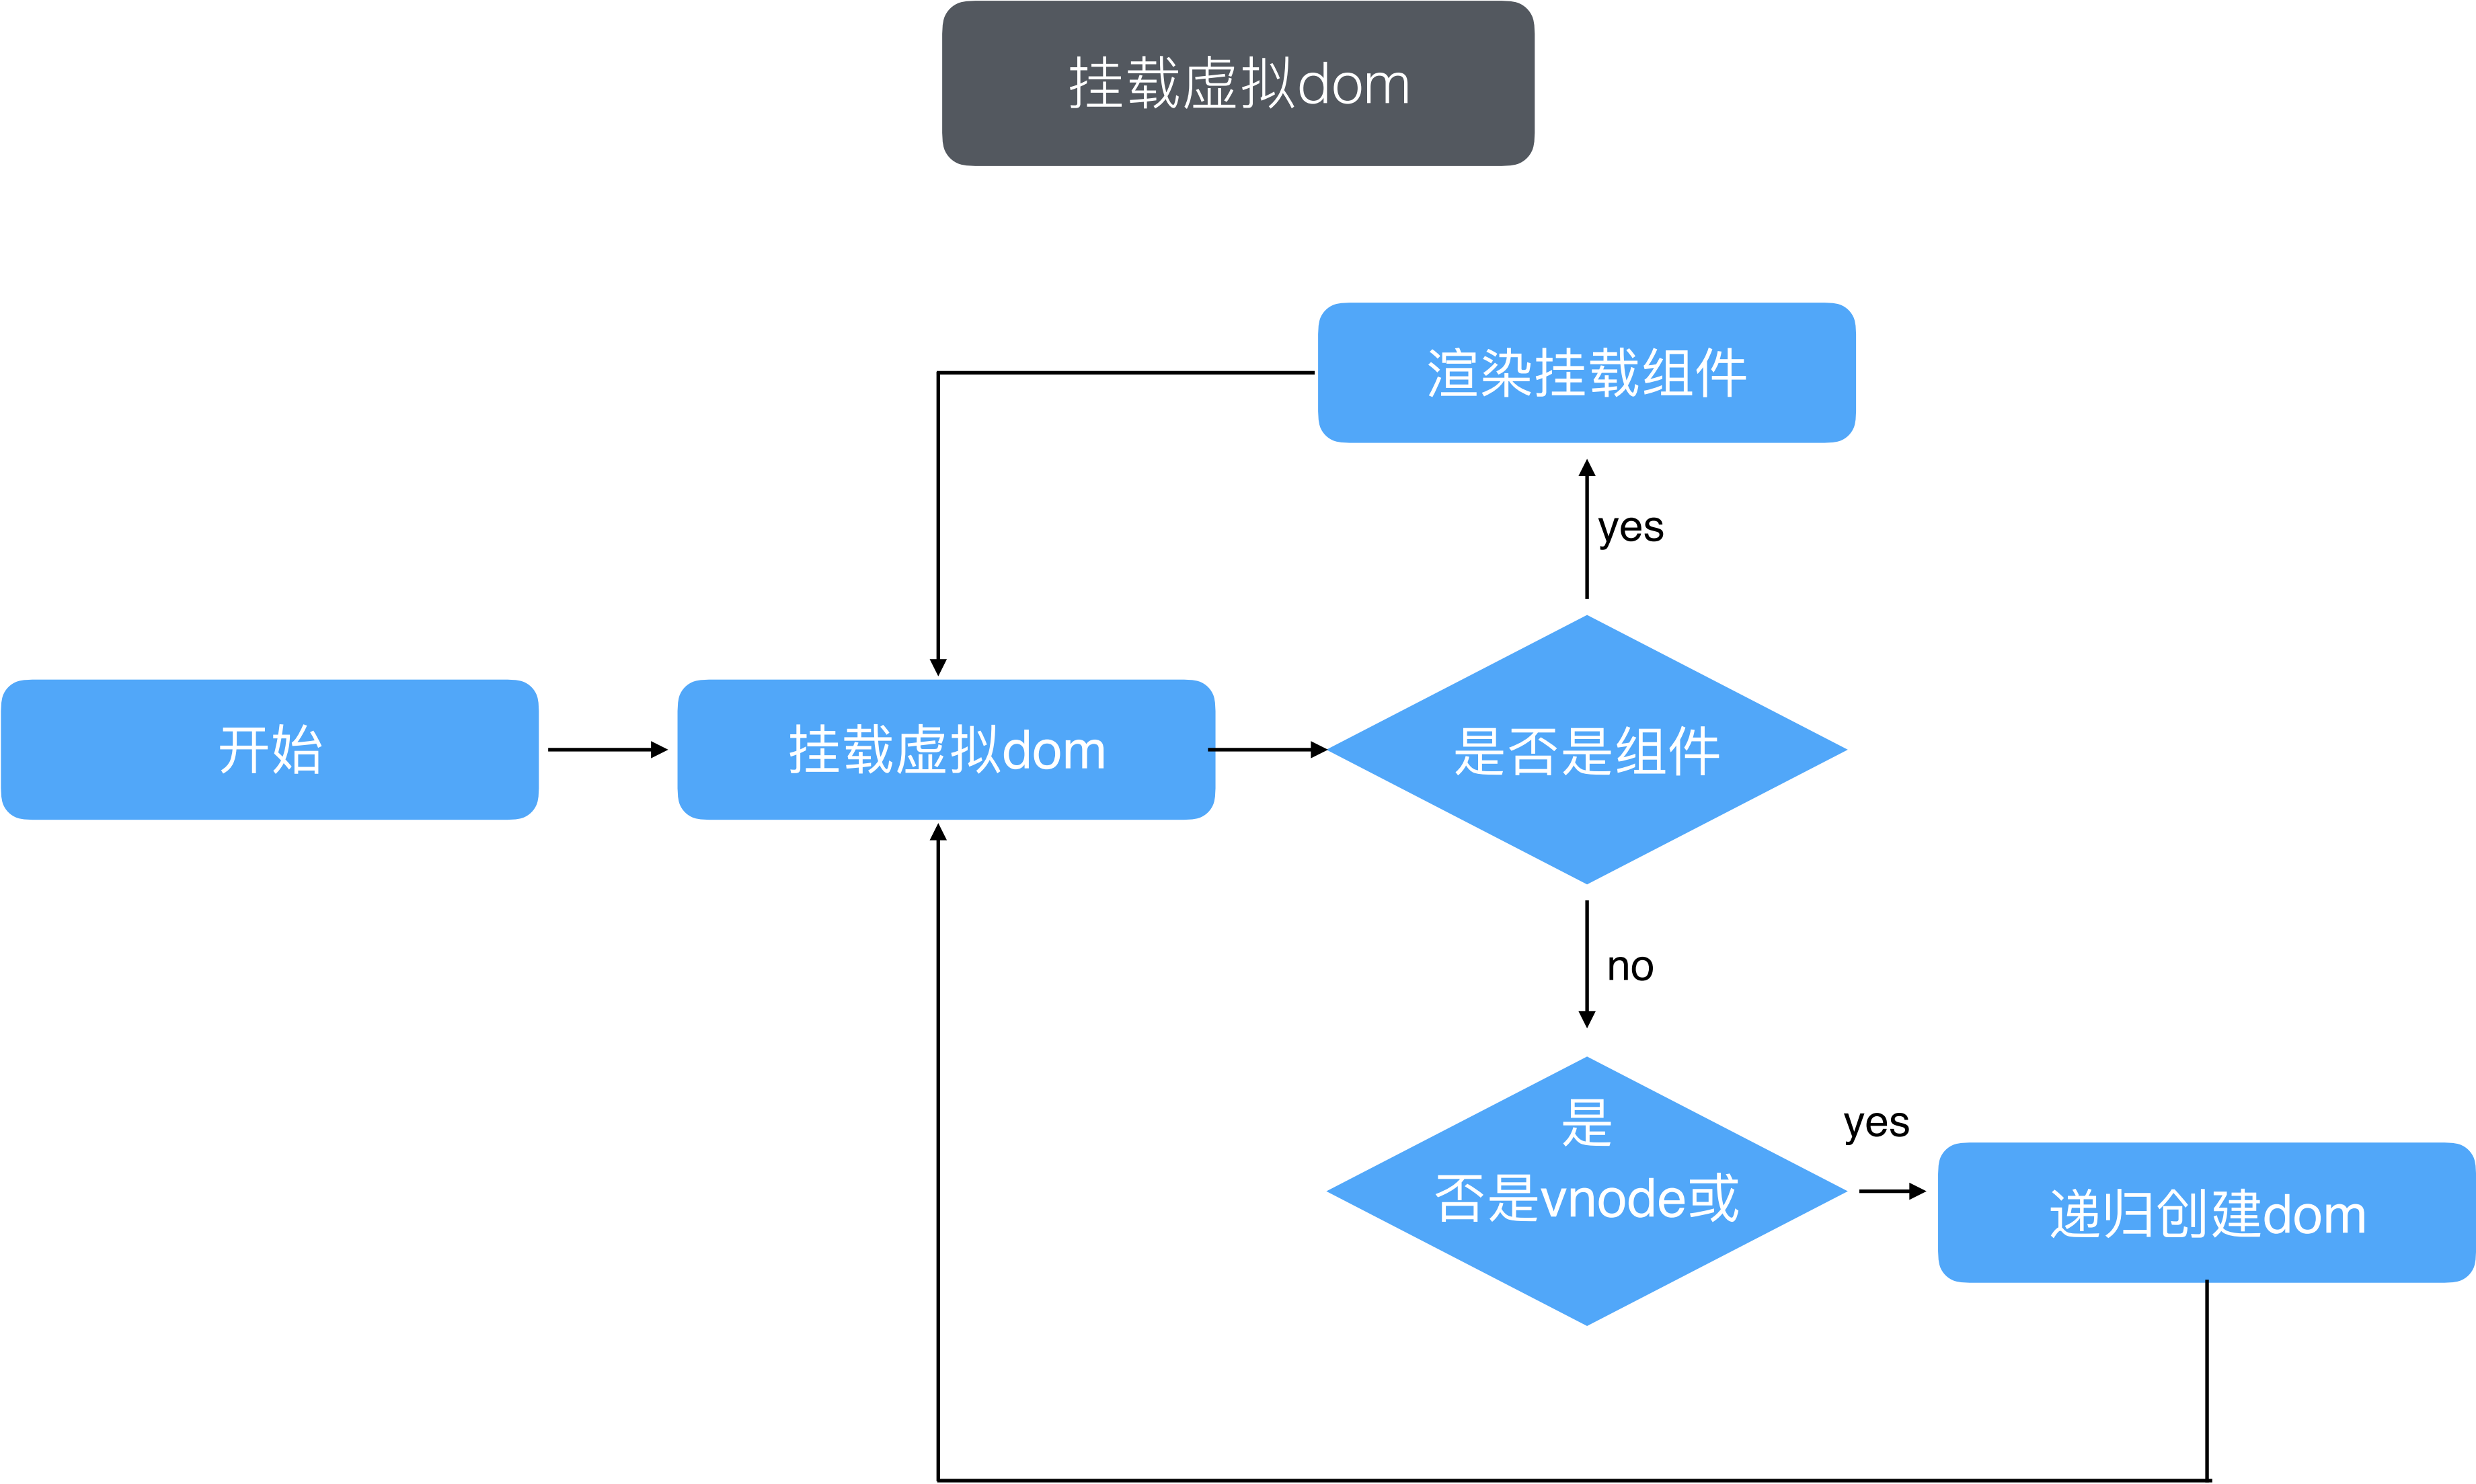 挂载虚拟dom
渲染挂载组件
yes
开始
挂载虚拟dom
是否是组件
no
是
否是vnode或
yes
递归创建dom